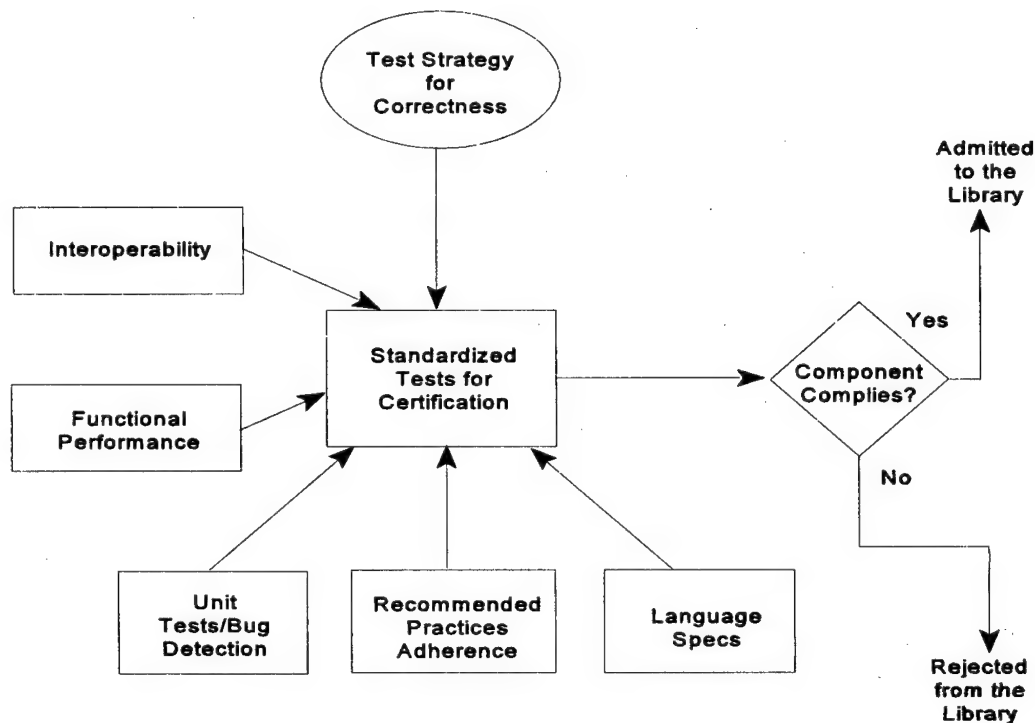 Test Strategy
for
Correctness
Admitted
to the
Library
Interoperability
Yes
Standardized
Tests for
Certification
Component
Complies?
Functional
Performance
No
Unit
Tests/Bug
Detection
Recommended
Practices
Adherence
Language
Specs
Rejected
from the
Library